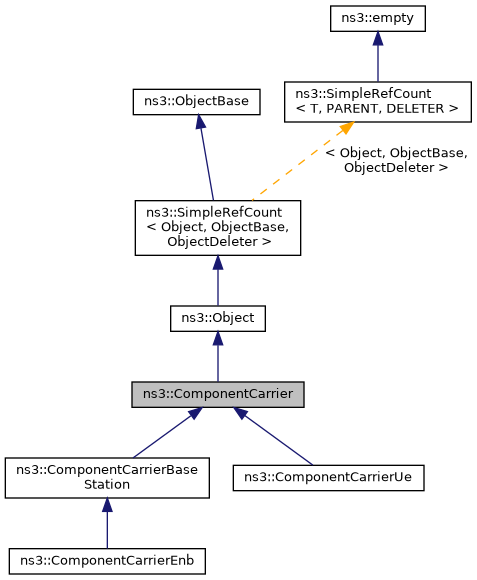 ns3::empty
ns3::SimpleRefCount
< T, PARENT, DELETER >
ns3::ObjectBase
< Object, ObjectBase,
ObjectDeleter >
ns3::SimpleRefCount
< Object, ObjectBase,
ObjectDeleter >
ns3::Object
ns3::ComponentCarrier
ns3::ComponentCarrierBase
Station
ns3::ComponentCarrierUe
ns3::ComponentCarrierEnb